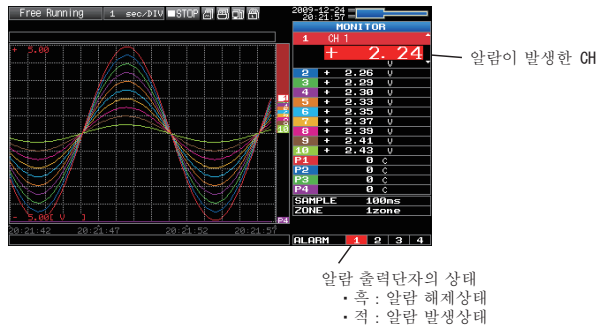 Free Running 1 sec/DIV ■STOP
2009-12-24
20:21:57
MONITOR
1 CH 1
+ 2.24
V
2 + 2.26 V
3 + 2.29 V
4 + 2.30 V
5 + 2.33 V
6 + 2.35 V
7 + 2.37 V
8 + 2.39 V
9 + 2.41 V
10 + 2.43 V
P1 0 C
P2 0 C
P3 0 C
P4 0 C
SAMPLE 100ms
ZONE 1zone
ALARM 1 2 3 4
+ 5.00
- 5.00[ V ]
10
P4
20:21:42 20:21:47 20:21:52 20:21:57
알람이 발생한 CH
알람 출력단자의 상태
・흑 : 알람 해제상태
・적 : 알람 발생상태